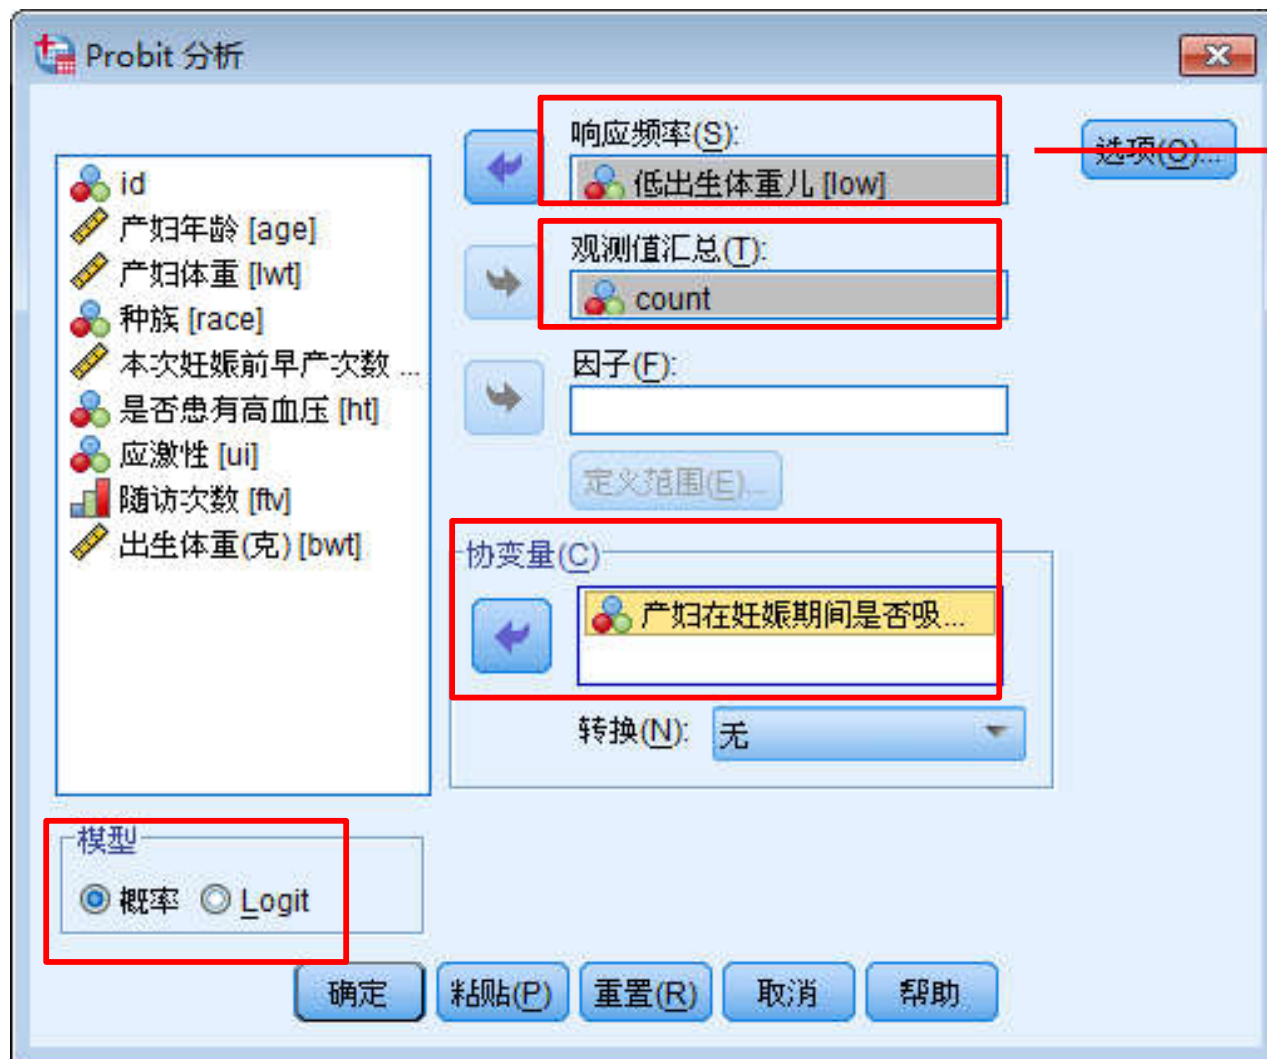 Probit 分析
响应频率(S):
选项(O)...
低出生体重儿 [low]
id
产妇年龄 [age]
产妇体重 [lwt]
种族 [race]
本次妊娠前早产次数 ...
是否患有高血压 [ht]
应激性 [ui]
随访次数 [ftv]
出生体重(克) [bwt]
观测值汇总(T):
count
因子(F):
定义范围(E)...
协变量(C)
产妇在妊娠期间是否吸...
转换(N): 无
模型
概率 Logit
确定 粘贴(P) 重置(R) 取消 帮助